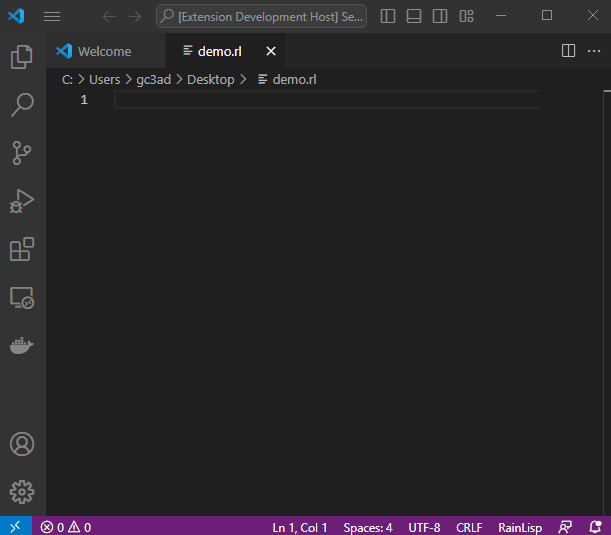 [Extension Development Host] Se...
Welcome demo.rl
C: > Users > gc3ad > Desktop > demo.rl
1
0 0 Ln 1, Col 1 Spaces: 4 UTF-8 CRLF RainLisp